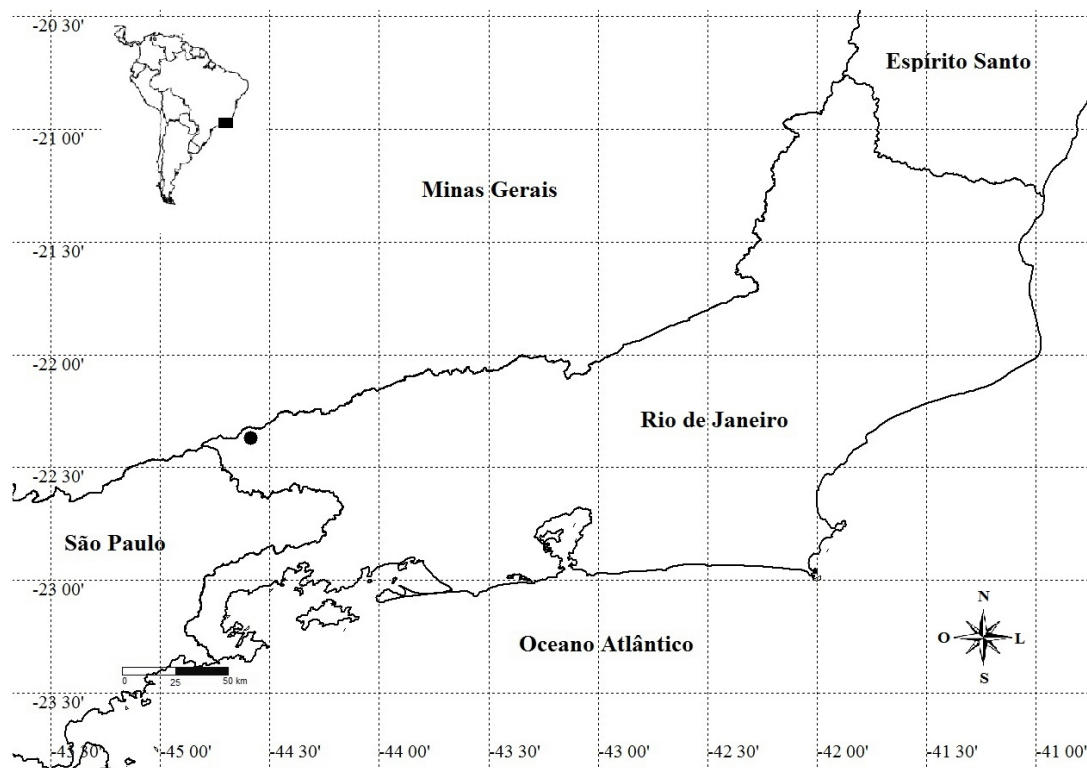 -20 30'
Espírito Santo
-21 00'
Minas Gerais
-21 30'
-22 00'
Rio de Janeiro
-22 30'
São Paulo
-23 00'
N
O L
S
Oceano Atlântico
0 25 50 km
-23 30'
-45 30' -45 00' -44 30' -44 00' -43 30' -43 00' -42 30' -42 00' -41 30' -41 00'